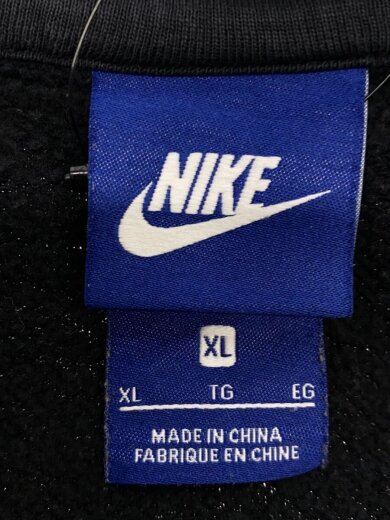 NIKE
XL
XL TG EG
MADE IN CHINA
FABRIQUE EN CHINE